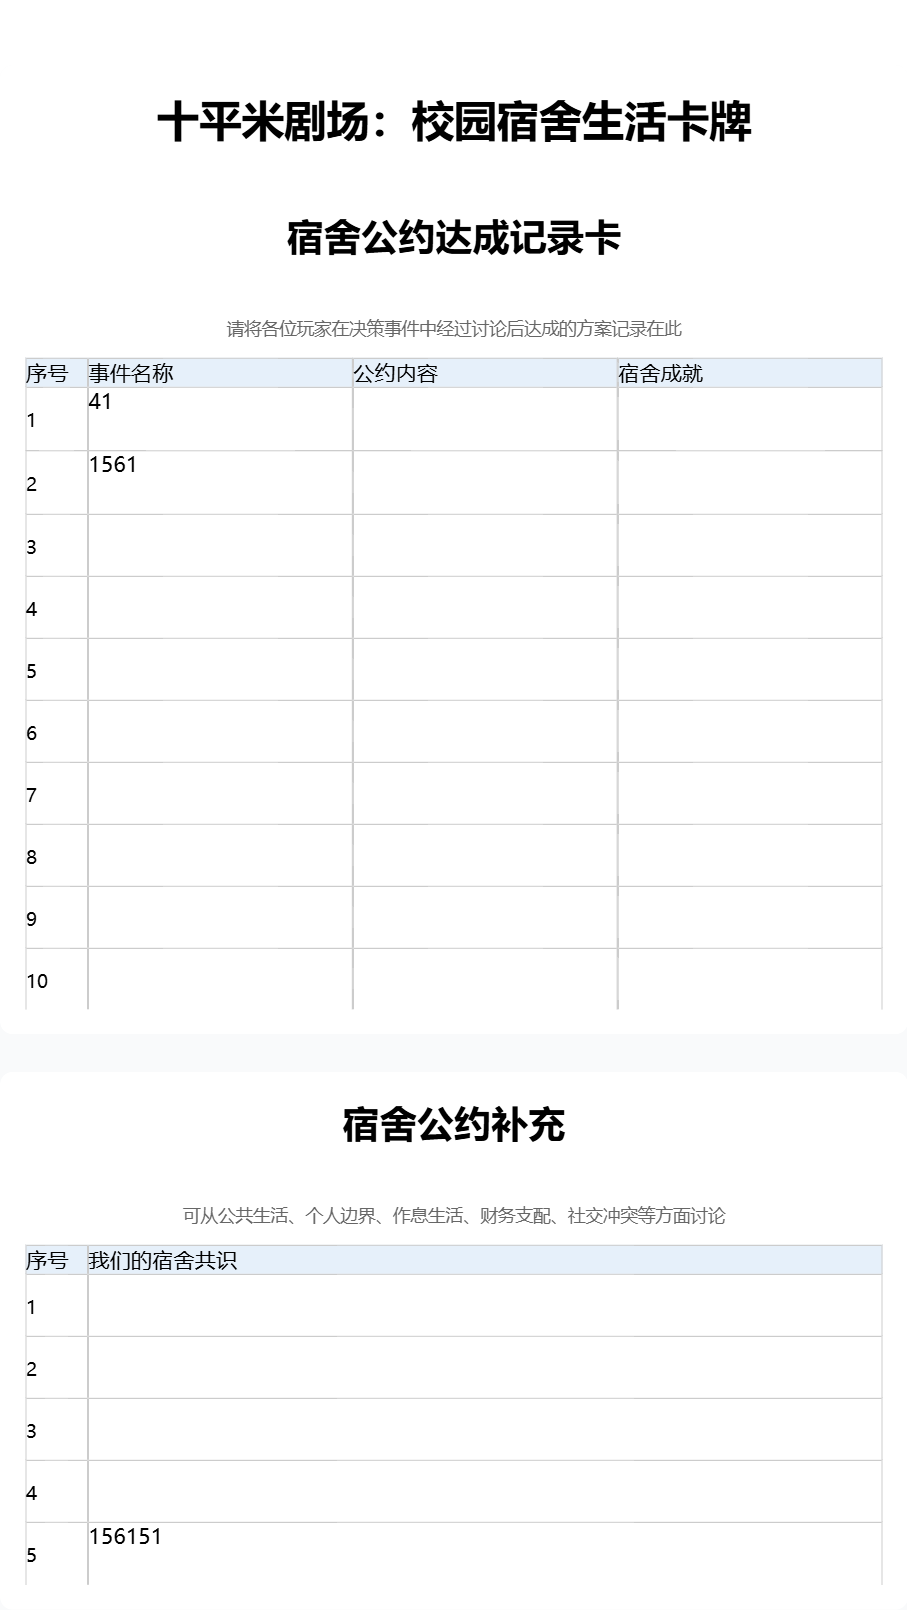 十平米剧场：校园宿舍生活卡牌
宿舍公约达成记录卡
请将各位玩家在决策事件中经过讨论后达成的方案记录在此
序号 事件名称 公约内容 宿舍成就
1 41
2 1561
3
4
5
6
7
8
9
10
宿舍公约补充
可从公共生活、个人边界、作息生活、财务支配、社交冲突等方面讨论
序号 我们的宿舍共识
1
2
3
4
5 156151